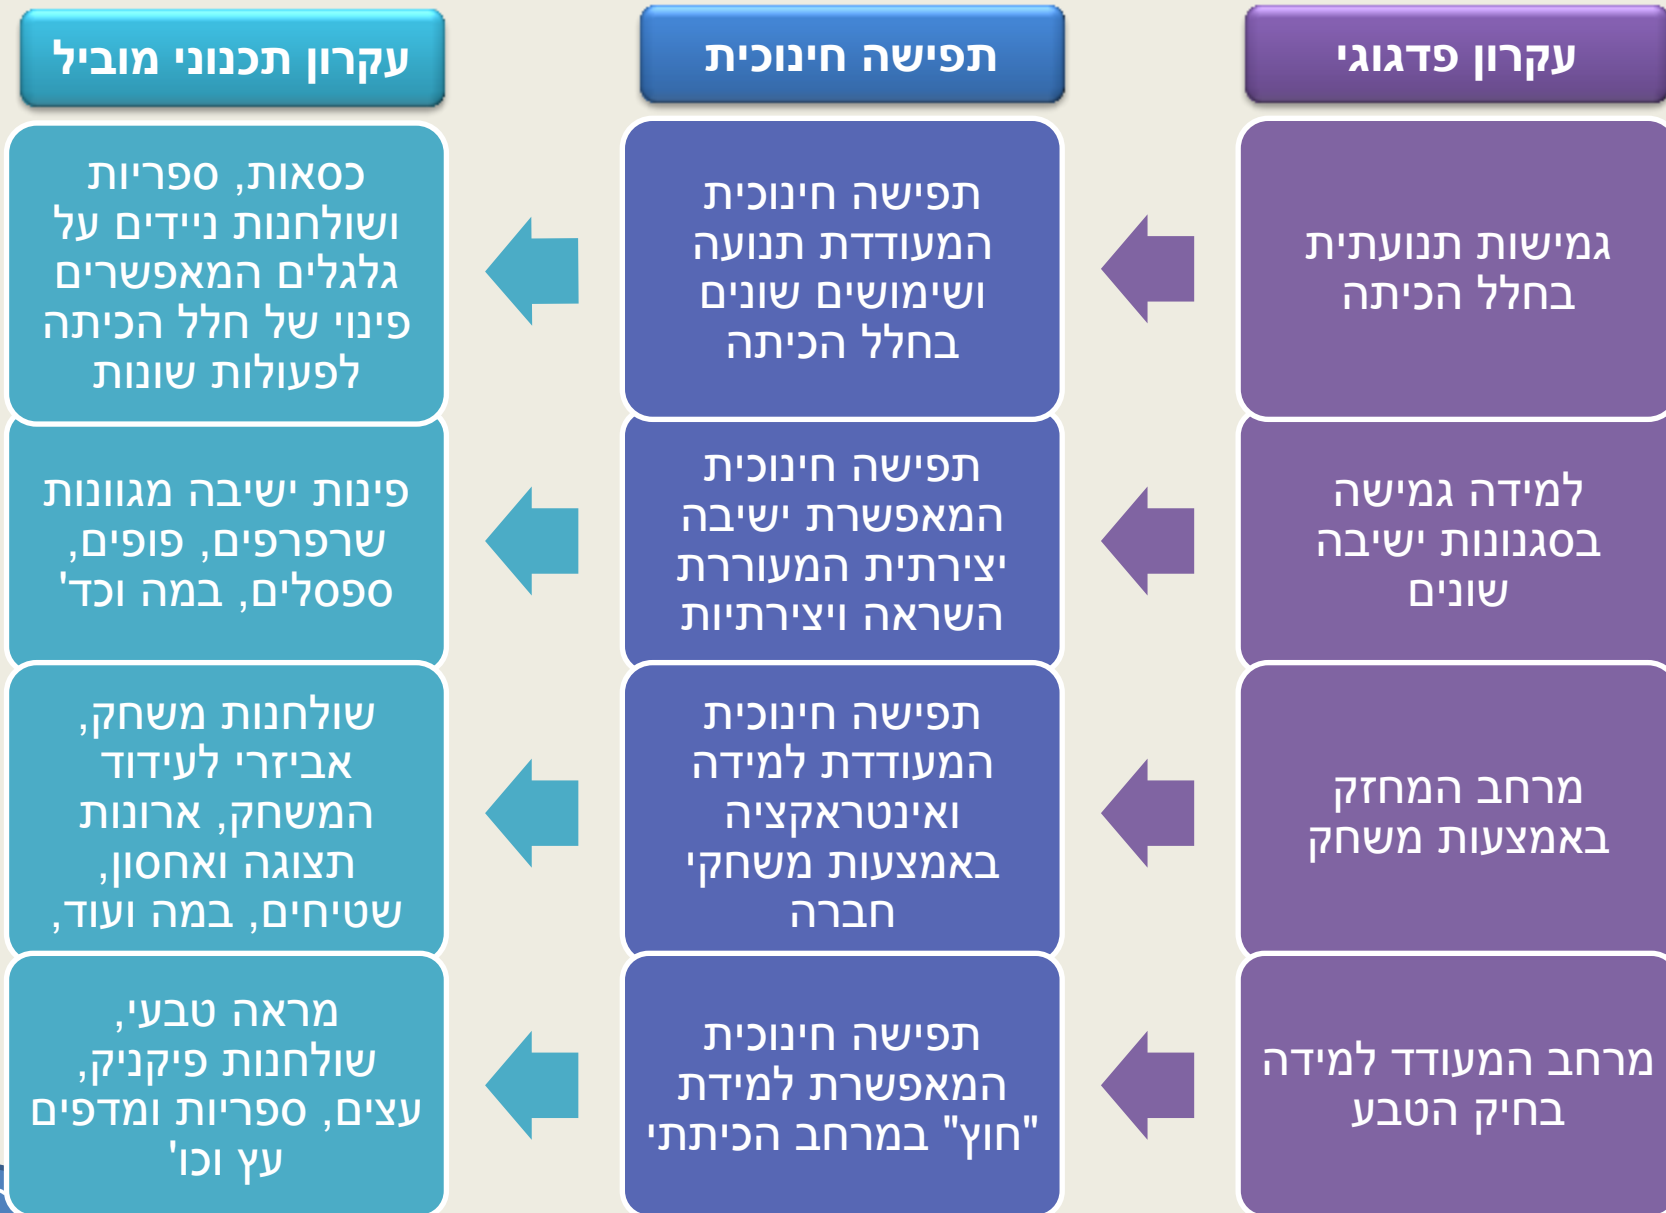 עקרון פדגוגי
תפישה חינוכית
עקרון תכנוני מוביל
גמישות תנועתית
בחלל הכיתה
תפישה חינוכית
המעודדת תנועה
ושימושים שונים
בחלל הכיתה
כסאות, ספריות
ושולחנות ניידים על
גלגלים המאפשרים
פינוי של חלל הכיתה
לפעולות שונות
למידה גמישה
בסגנונות ישיבה
שונים
תפישה חינוכית
המאפשרת ישיבה
יצירתית המעוררת
השראה ויצירתיות
פינות ישיבה מגוונות
שרפרפים, פופים,
ספסלים, במה וכד'
מרחב המחזק
באמצעות משחק
תפישה חינוכית
המעודדת למידה
ואינטראקציה
באמצעות משחקי
חברה
שולחנות משחק,
אביזרי לעידוד
המשחק, ארונות
תצוגה ואחסון,
שטיחים, במה ועוד,
מרחב המעודד למידה
בחיק הטבע
תפישה חינוכית
המאפשרת למידת
"חוץ" במרחב הכיתתי
מראה טבעי,
שולחנות פיקניק,
עצים, ספריות ומדפים
עץ וכו'